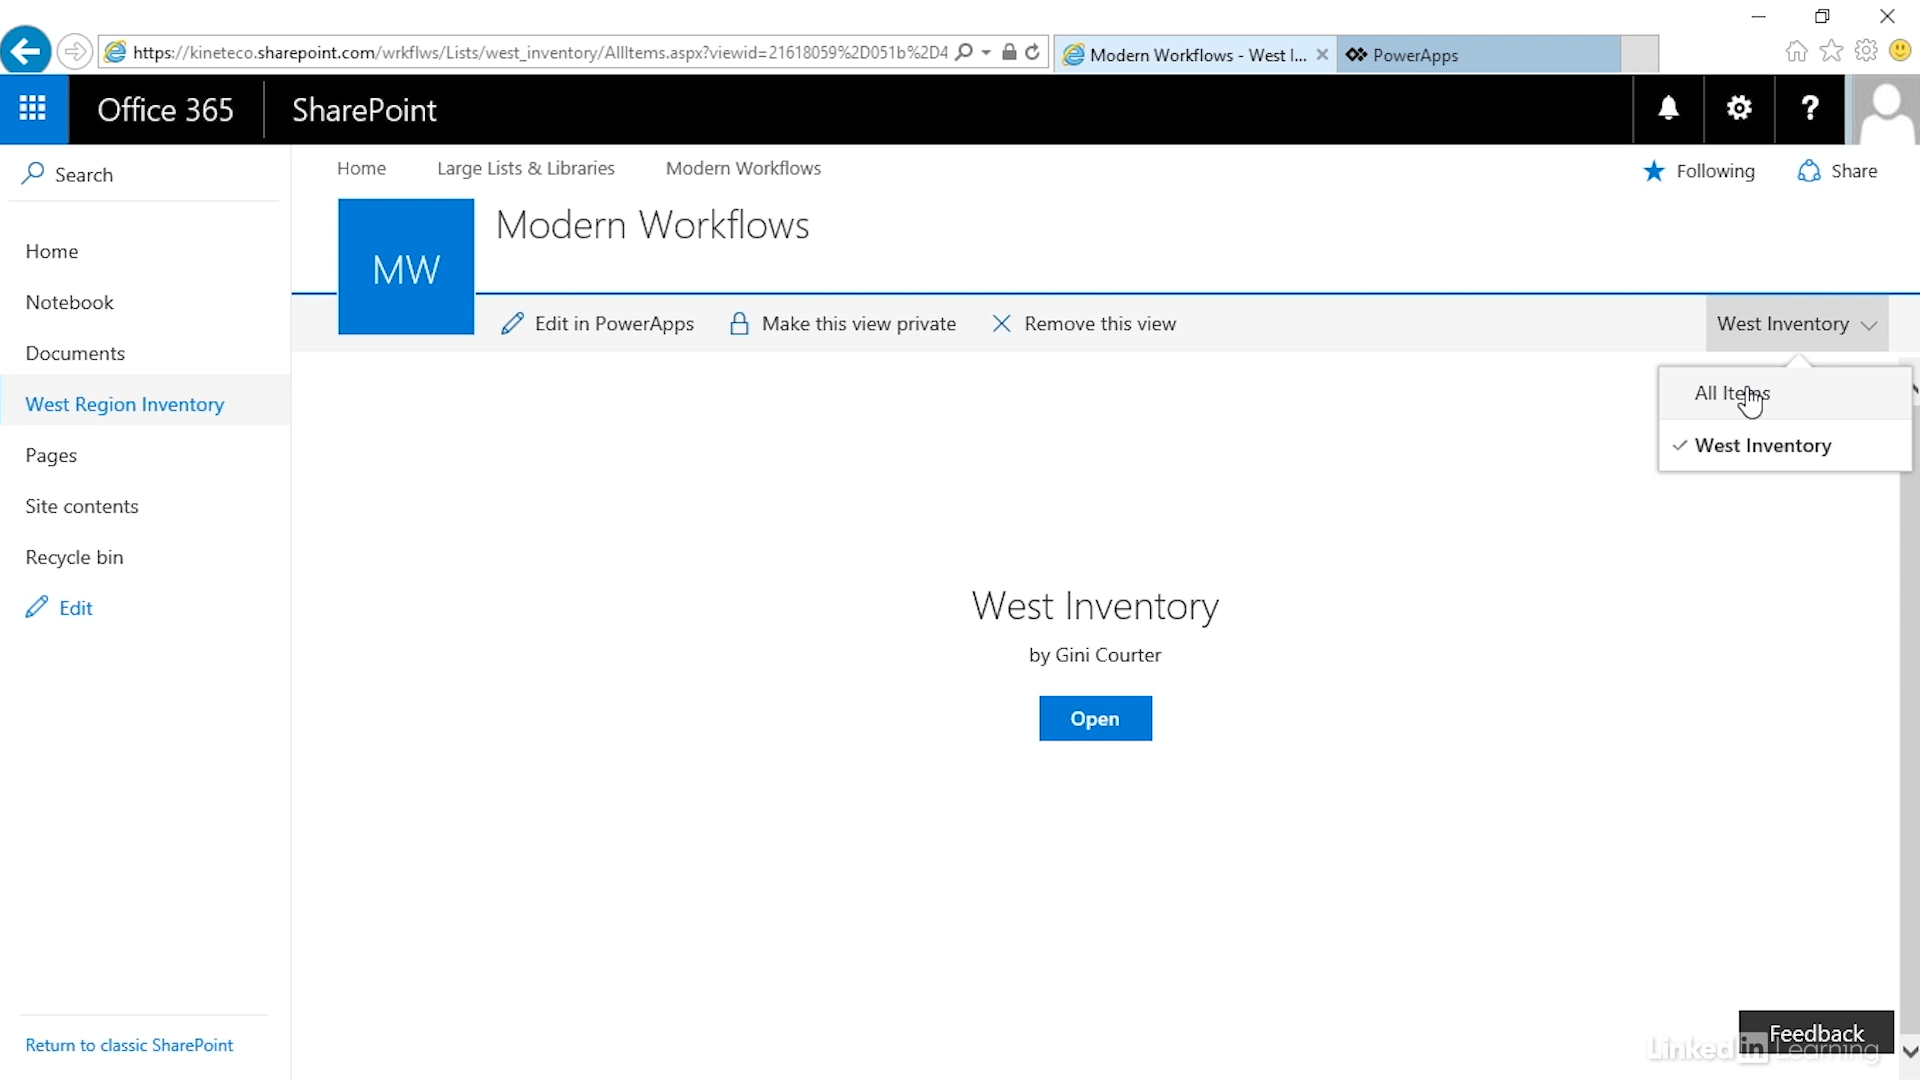 https://kineteco.sharepoint.com/wrkflws/Lists/west_inventory/AllItems.aspx?viewid=21618059%2D051b%2D4
Modern Workflows - West I...
PowerApps
Office 365
SharePoint
Search
Home
Large Lists & Libraries
Modern Workflows
Following
Share
MW
Modern Workflows
Home
Notebook
Documents
West Region Inventory
Pages
Site contents
Recycle bin
Edit
Edit in PowerApps
Make this view private
Remove this view
West Inventory
All Items
West Inventory
West Inventory
by Gini Courter
Open
Return to classic SharePoint
Feedback
Linked in Learning